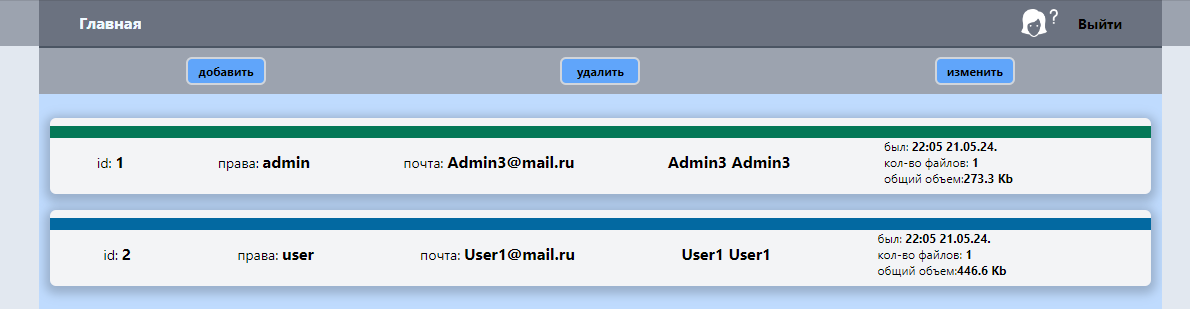 Главная ? Выйти
добавить удалить изменить
id: 1 права: admin почта: Admin3@mail.ru Admin3 Admin3
был: 22:05 21.05.24.
кол-во файлов: 1
общий объем:273.3 Kb
id: 2 права: user почта: User1@mail.ru User1 User1
был: 22:05 21.05.24.
кол-во файлов: 1
общий объем:446.6 Kb